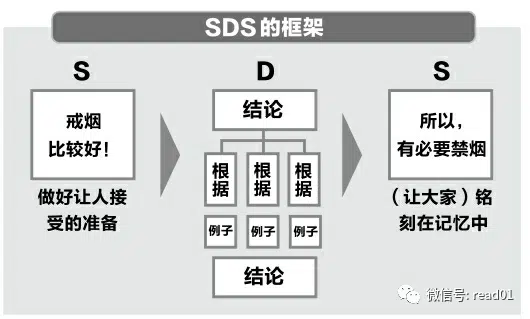 SDS的框架
S
戒烟
比较好！
做好让人接
受的准备
D
结论
根据
根据
根据
例子
例子
例子
结论
S
所以，
有必要禁烟
（让大家）铭
刻在记忆中
微信号: read01